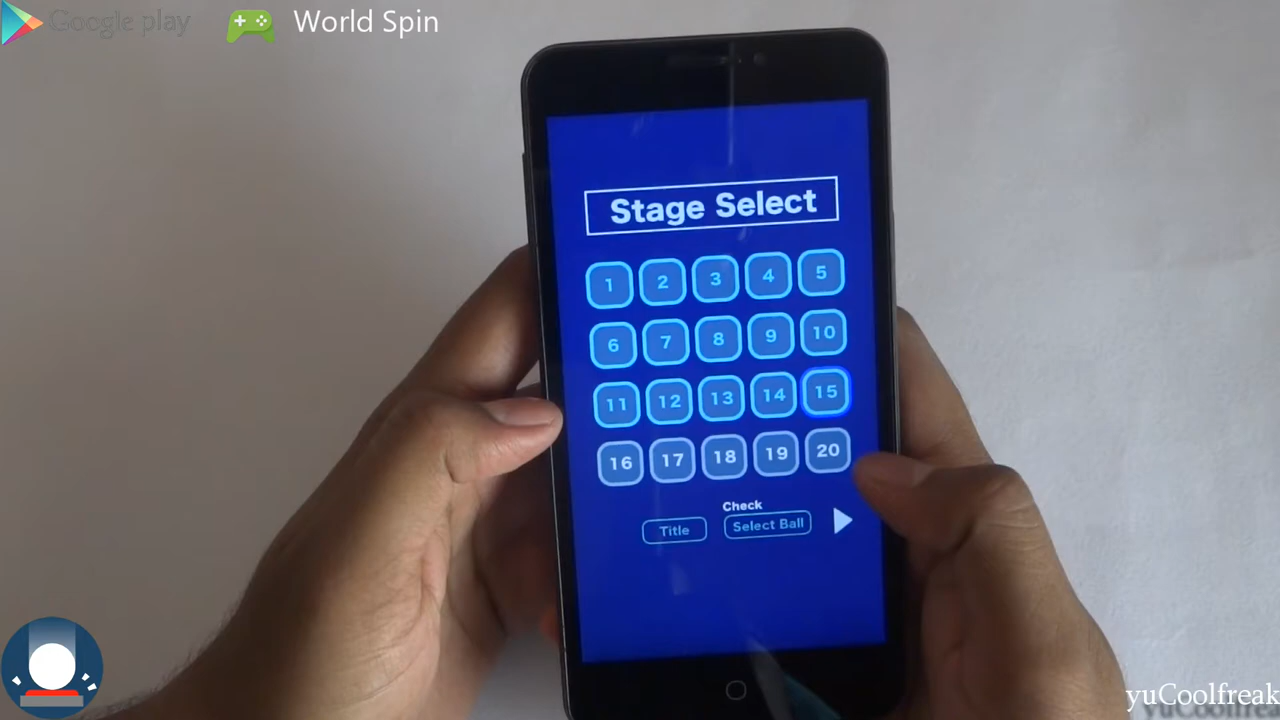 Google play
World Spin
Stage Select
1 2 3 4 5
6 7 8 9 10
11 12 13 14 15
16 17 18 19 20
Check
Title Select Ball
yuCoolfreak